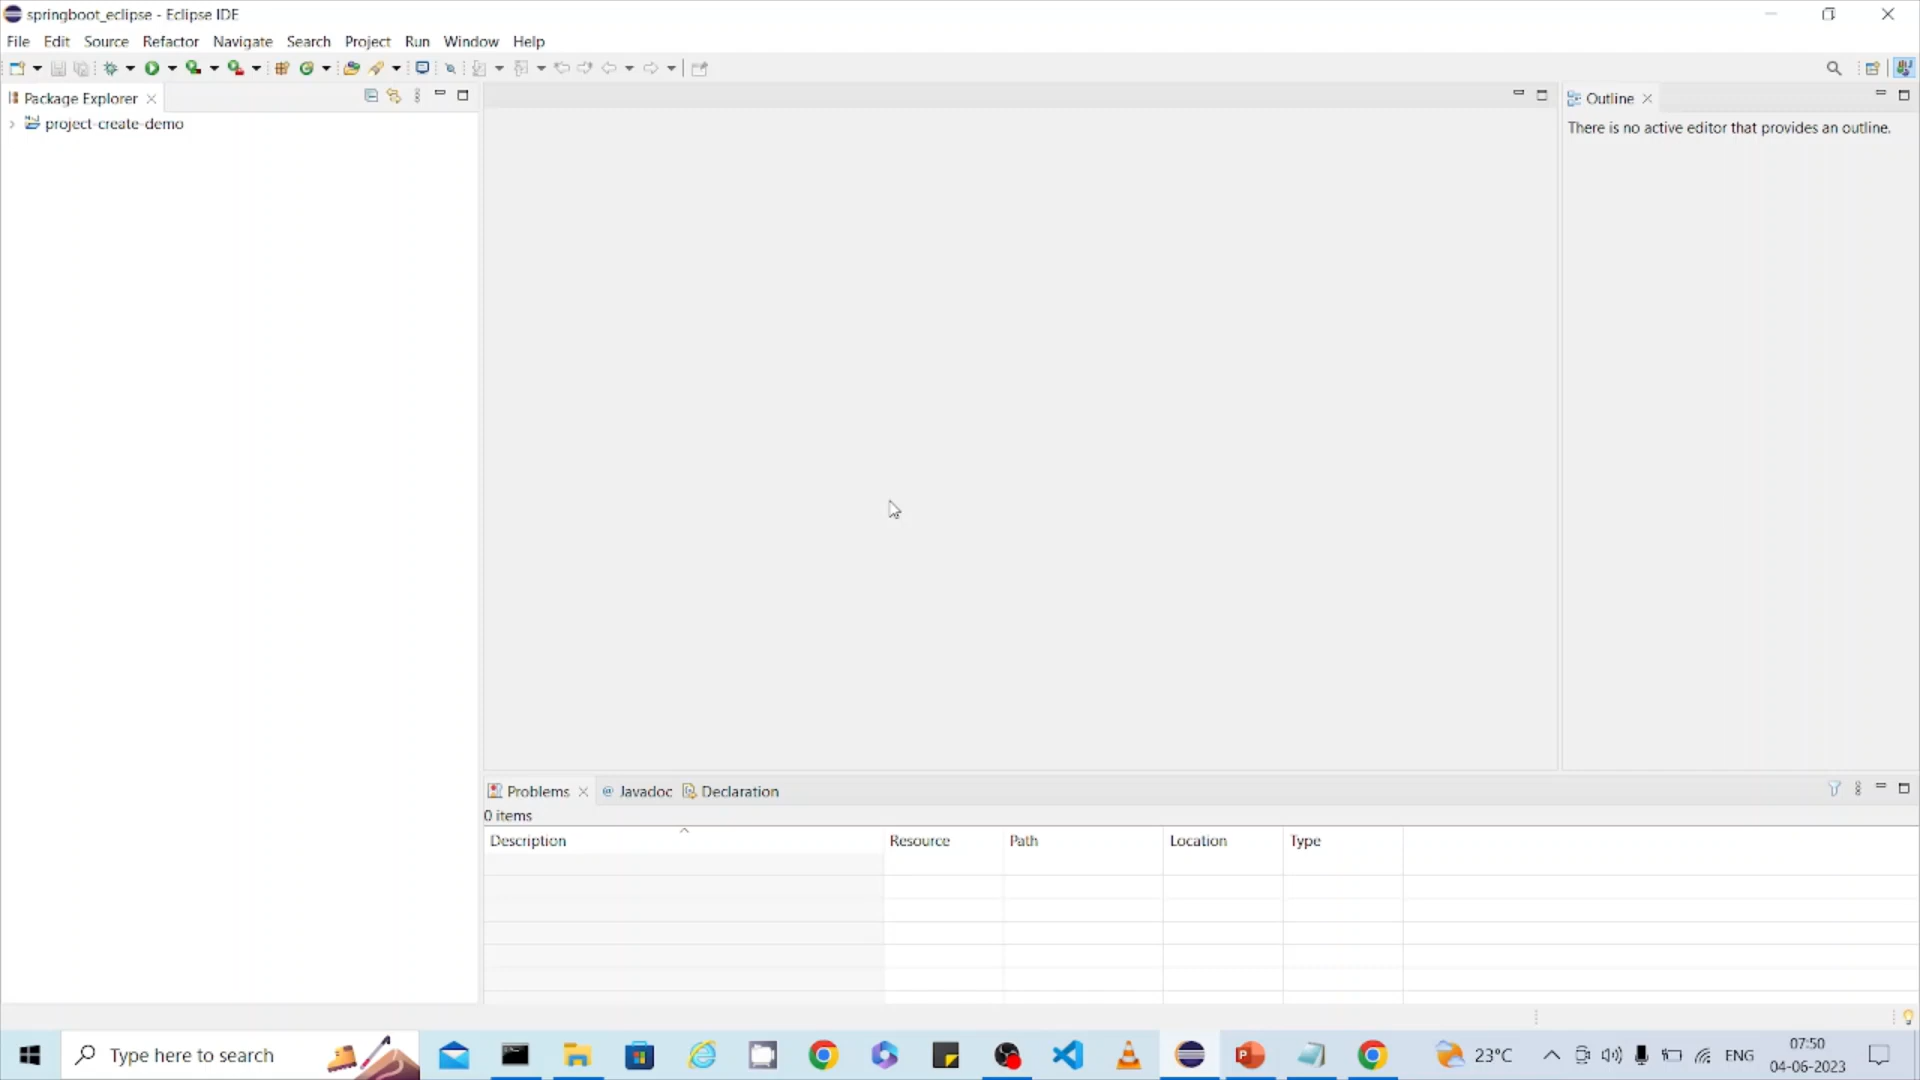 springboot_eclipse - Eclipse IDE
File Edit Source Refactor Navigate Search Project Run Window Help
Package Explorer
project-create-demo
Outline
There is no active editor that provides an outline.
Problems @ Javadoc Declaration
0 items
Description Resource Path Location Type
Type here to search
23°C
ENG
07:50
04-06-2023